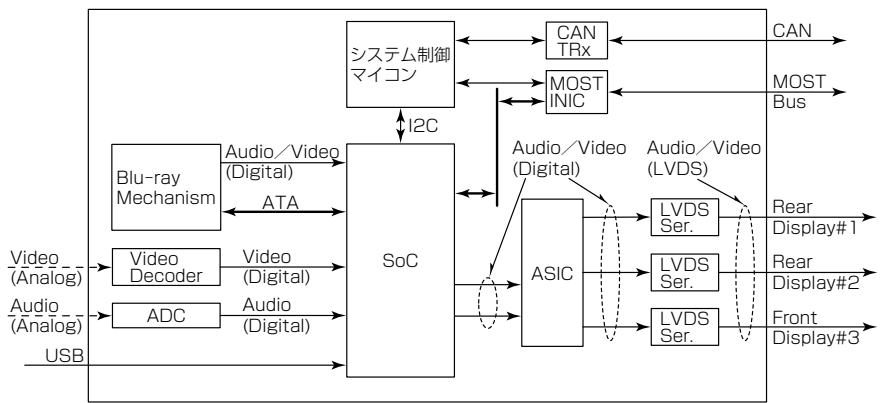 システム制御
マイコン
CAN
TRx
CAN
MOST
INIC
MOST
Bus
I2C
Blu-ray
Mechanism
Audio／Video
(Digital)
ATA
Audio／Video
(Digital)
Audio／Video
(LVDS)
Video
(Analog)
Video
Decoder
Video
(Digital)
Audio
(Analog)
ADC
Audio
(Digital)
USB
SoC
ASIC
LVDS
Ser.
Rear
Display#1
LVDS
Ser.
Rear
Display#2
LVDS
Ser.
Front
Display#3